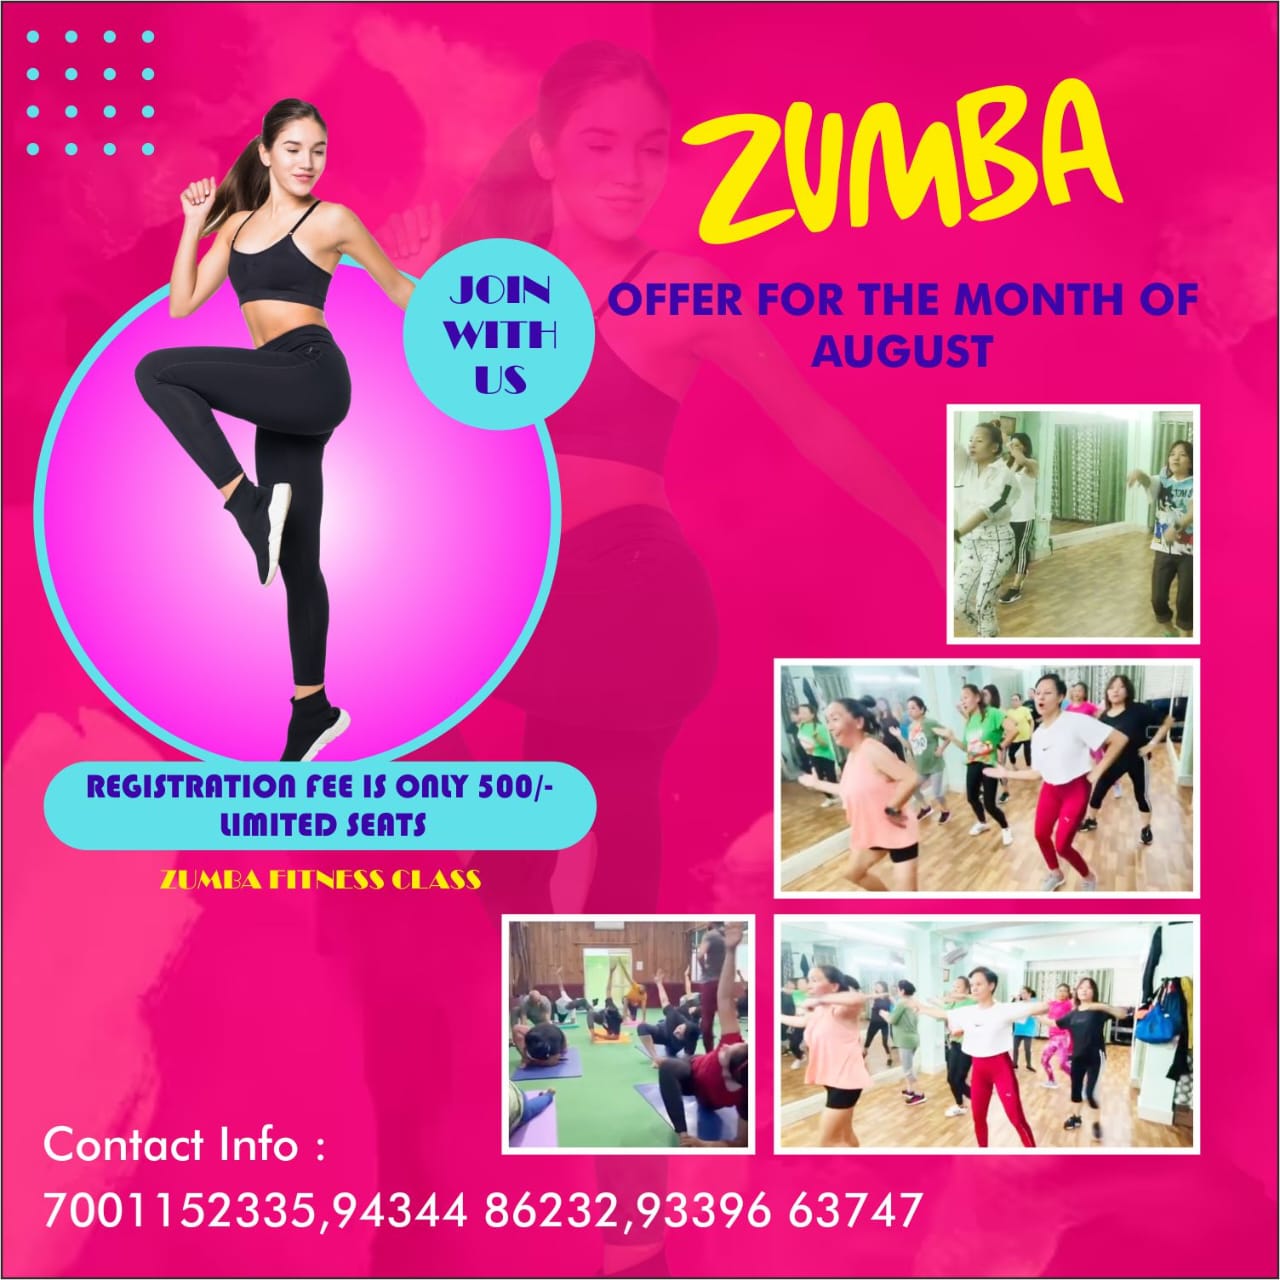 ZUMBA
OFFER FOR THE MONTH OF
AUGUST
JOIN
WITH
US
REGISTRATION FEE IS ONLY 500/-
LIMITED SEATS
ZUMBA FITNESS CLASS
Contact Info :
7001152335,94344 86232,93396 63747